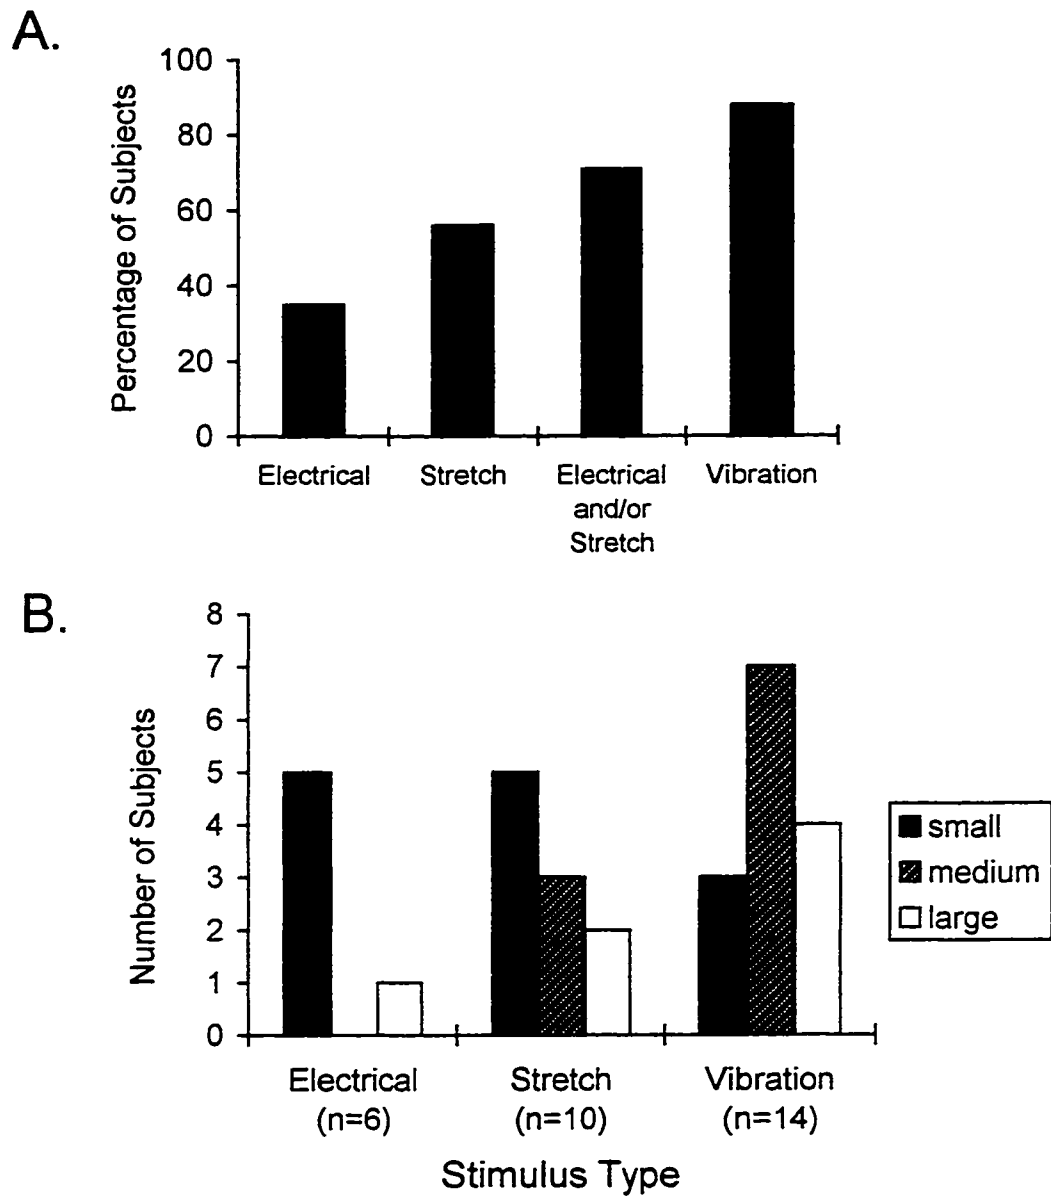 A.
Percentage of Subjects
100
80
60
40
20
0
Electrical
Stretch
Electrical
and/or
Stretch
Vibration
B.
Number of Subjects
8
7
6
5
4
3
2
1
0
small
medium
large
Electrical
(n=6)
Stretch
(n=10)
Vibration
(n=14)
Stimulus Type